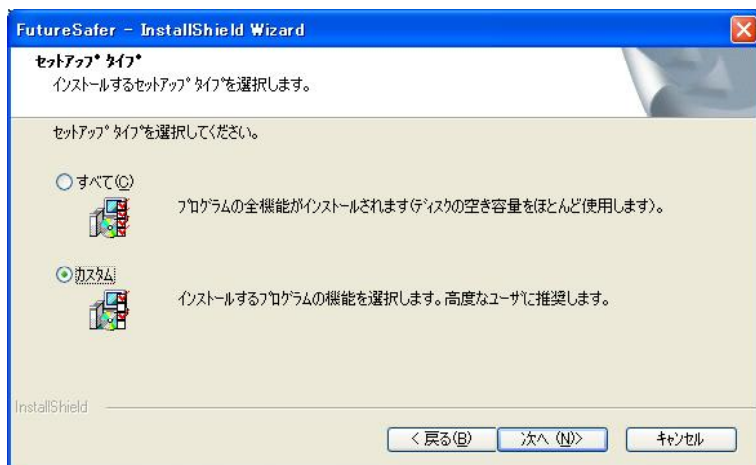 FutureSafer - InstallShield Wizard
セットアップ タイプ
インストールするセットアップ タイプを選択します。
セットアップ タイプを選択してください。
すべて(C)
プログラムの全機能がインストールされます(ディスクの空き容量をほとんど使用します)。
カスタム
インストールするプログラムの機能を選択します。高度なユーザに推奨します。
InstallShield
< 戻る(B) 次へ (N)> キャンセル